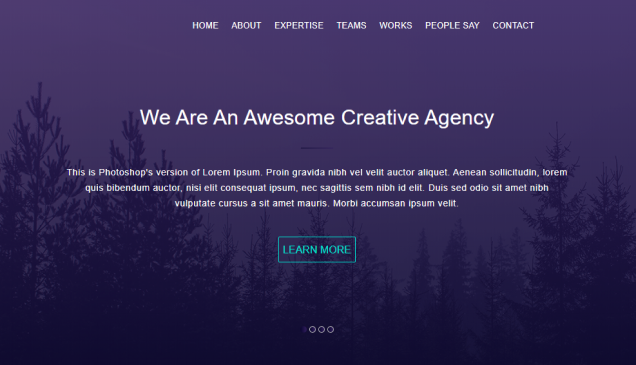 HOME ABOUT EXPERTISE TEAMS WORKS PEOPLE SAY CONTACT
We Are An Awesome Creative Agency
This is Photoshop's version of Lorem Ipsum. Proin gravida nibh vel velit auctor aliquet. Aenean sollicitudin, lorem
quis bibendum auctor, nisi elit consequat ipsum, nec sagittis sem nibh id elit. Duis sed odio sit amet nibh
vulputate cursus a sit amet mauris. Morbi accumsan ipsum velit.
LEARN MORE